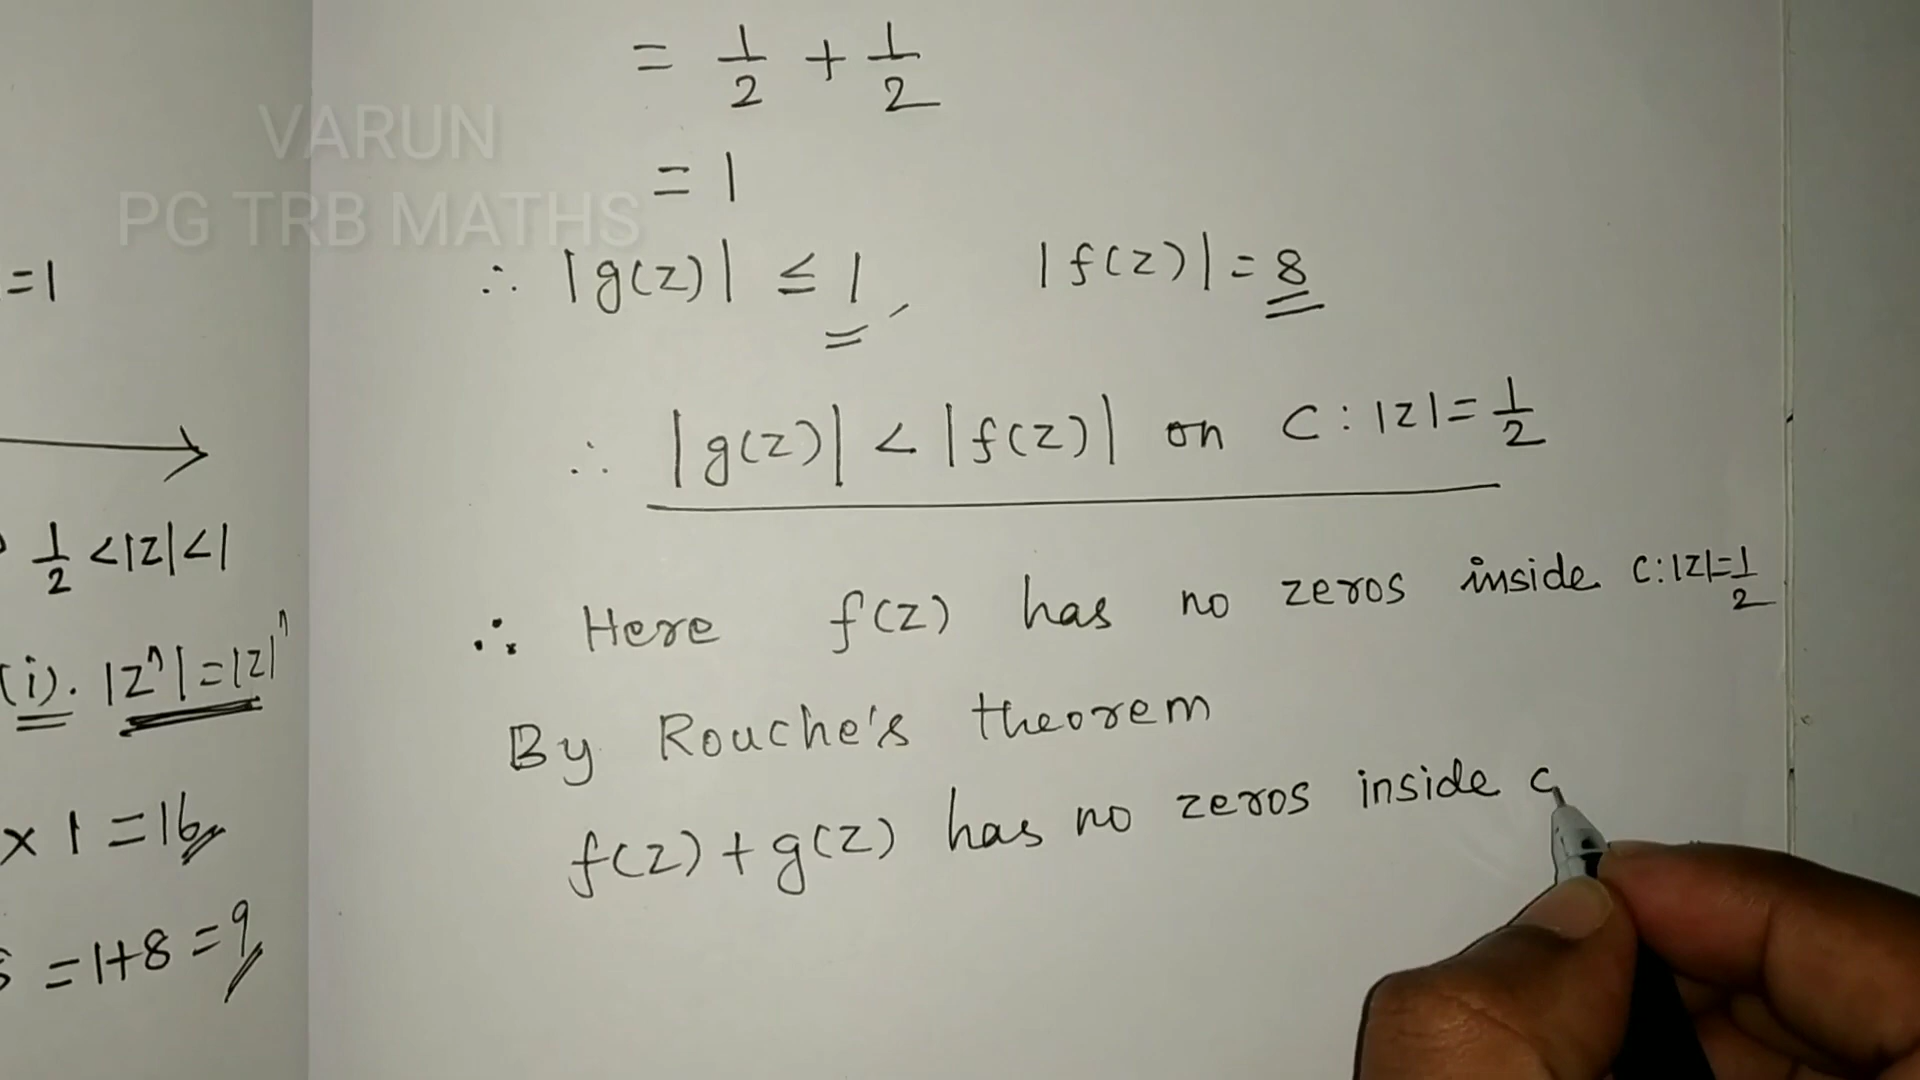 = 1
1/2 < |z| < 1
(i). |zⁿ| = |z|ⁿ
x 1 = 16
= 1+8 = 9
VARUN
PG TRB MATHS
= 1/2 + 1/2
= 1
∴ |g(z)| ≤ 1, |f(z)| = 8
∴ |g(z)| < |f(z)| on C : |z| = 1/2
∴ Here f(z) has no zeros inside C:|z|=1/2
By Rouche's theorem
f(z)+g(z) has no zeros inside C